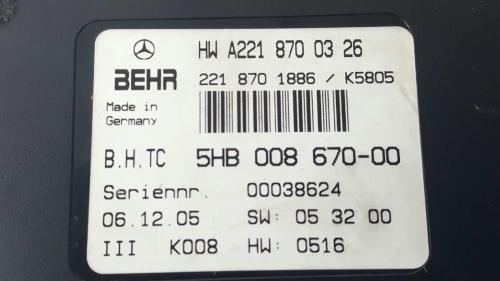 HW A221 870 03 26
BEHR 221 870 1886 / K5805
Made in
Germany
B.H.TC 5HB 008 670-00
Seriennr. 00038624
06.12.05 SW: 05 32 00
III K008 HW: 0516